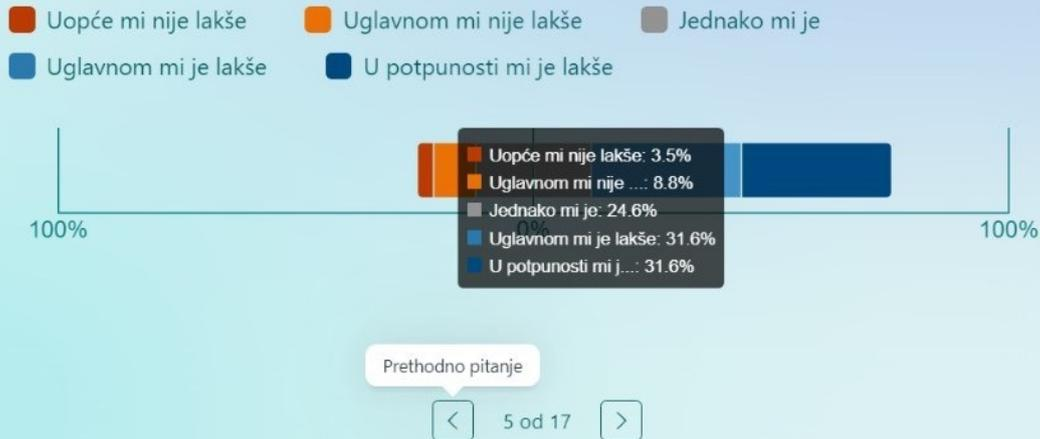 Uopće mi nije lakše Uglavnom mi nije lakše Jednako mi je
Uglavnom mi je lakše U potpunosti mi je lakše
Uopće mi nije lakše: 3.5%
Uglavnom mi nije ...: 8.8%
Jednako mi je: 24.6%
Uglavnom mi je lakše: 31.6%
U potpunosti mi j...: 31.6%
100% 0% 100%
Prethodno pitanje
< 5 od 17 >